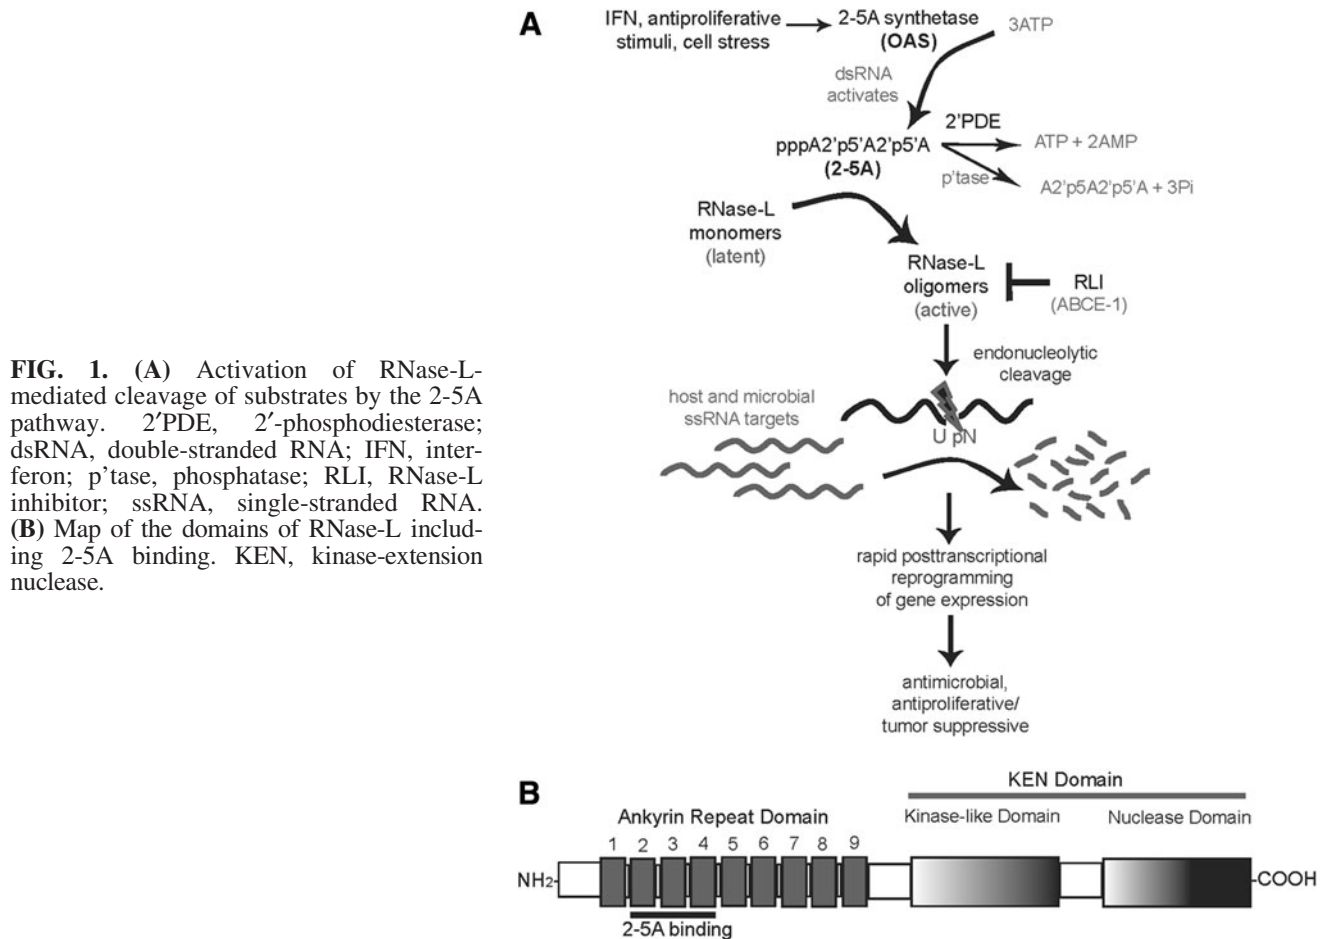 FIG. 1. (A) Activation of RNase-L-
mediated cleavage of substrates by the 2-5A
pathway. 2′PDE, 2′-phosphodiesterase;
dsRNA, double-stranded RNA; IFN, inter-
feron; p'tase, phosphatase; RLI, RNase-L
inhibitor; ssRNA, single-stranded RNA.
(B) Map of the domains of RNase-L includ-
ing 2-5A binding. KEN, kinase-extension
nuclease.
A
IFN, antiproliferative
stimuli, cell stress
2-5A synthetase
(OAS)
3ATP
dsRNA
activates
pppA2'p5'A2'p5'A
(2-5A)
2'PDE
ATP + 2AMP
p'tase
A2'p5A2'p5'A + 3Pi
RNase-L
monomers
(latent)
RNase-L
oligomers
(active)
RLI
(ABCE-1)
endonucleolytic
cleavage
host and microbial
ssRNA targets
U pN
rapid posttranscriptional
reprogramming
of gene expression
antimicrobial,
antiproliferative/
tumor suppressive
B
KEN Domain
Ankyrin Repeat Domain
Kinase-like Domain
Nuclease Domain
1 2 3 4 5 6 7 8 9
NH2-
-COOH
2-5A binding